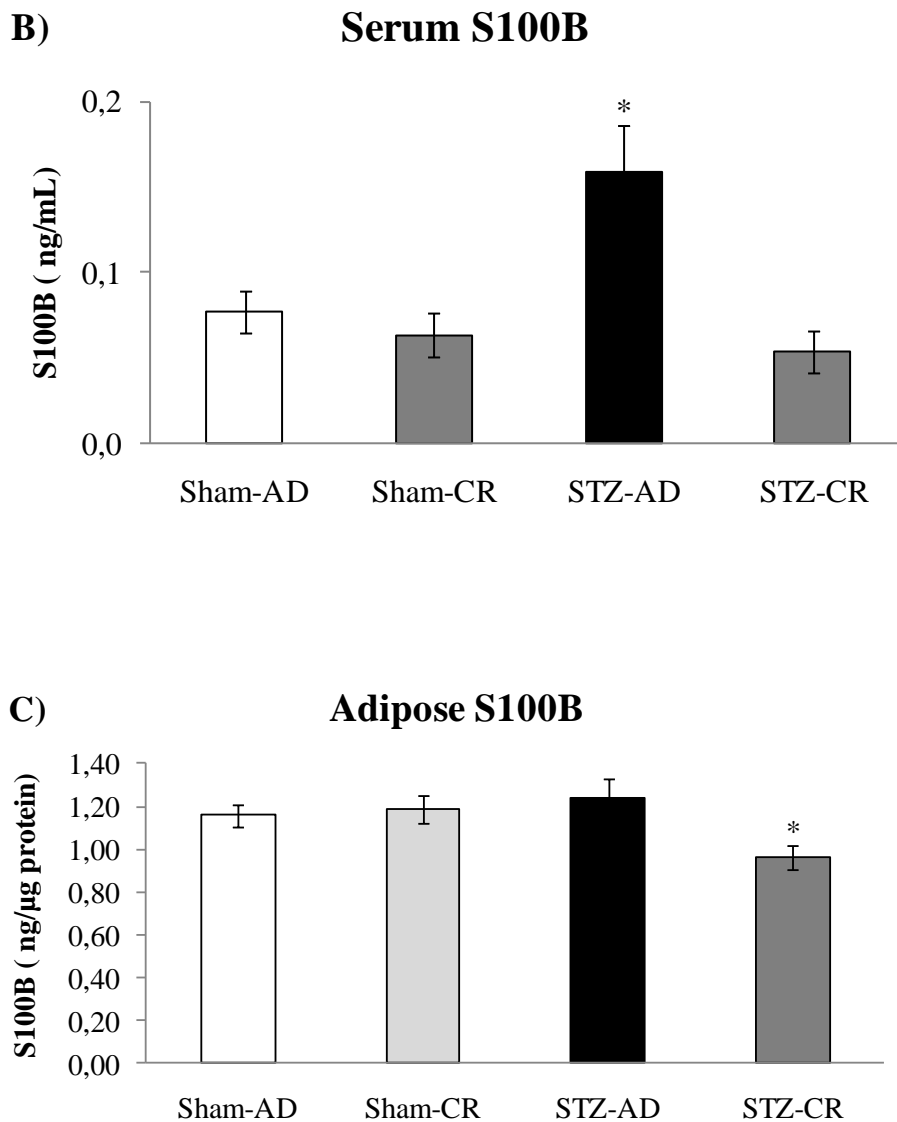 B)
Serum S100B
S100B ( ng/mL)
0,2
0,1
0,0
*
Sham-AD Sham-CR STZ-AD STZ-CR
C)
Adipose S100B
S100B ( ng/µg protein)
1,40
1,20
1,00
0,80
0,60
0,40
0,20
0,00
*
Sham-AD Sham-CR STZ-AD STZ-CR